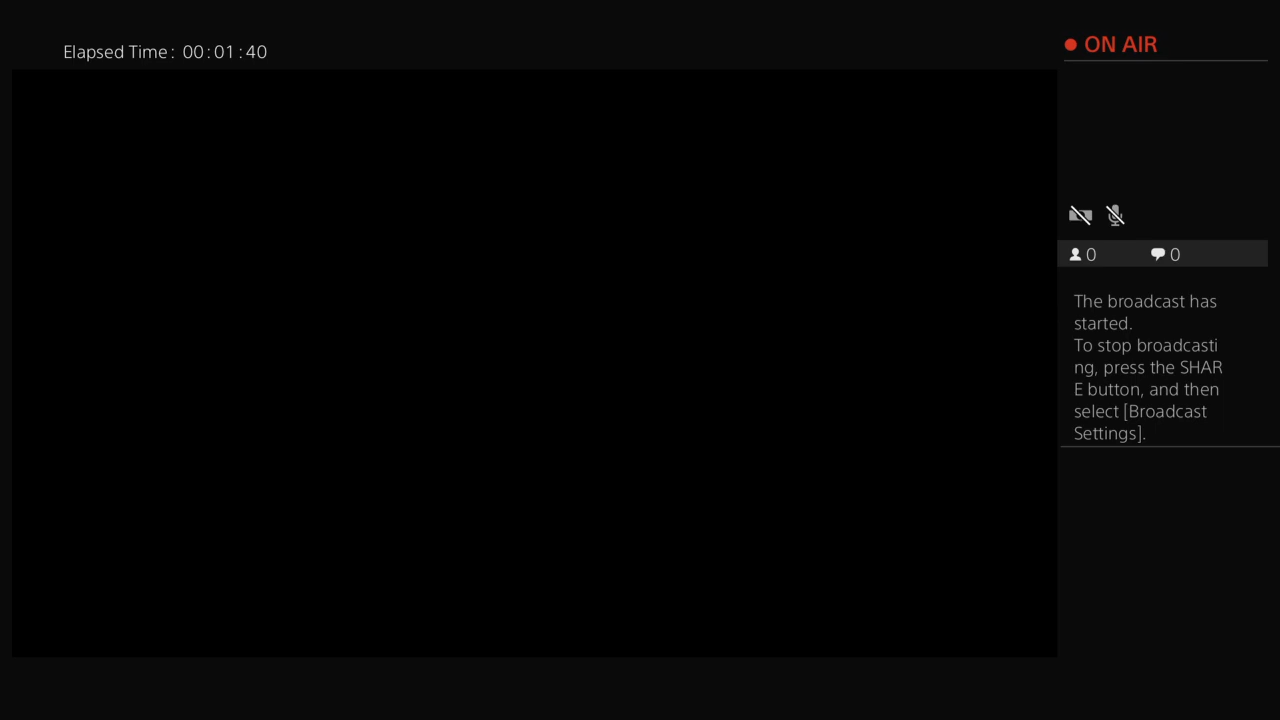 Elapsed Time: 00:01:40
ON AIR
0 0
The broadcast has
started.
To stop broadcasti
ng, press the SHAR
E button, and then
select [Broadcast
Settings].